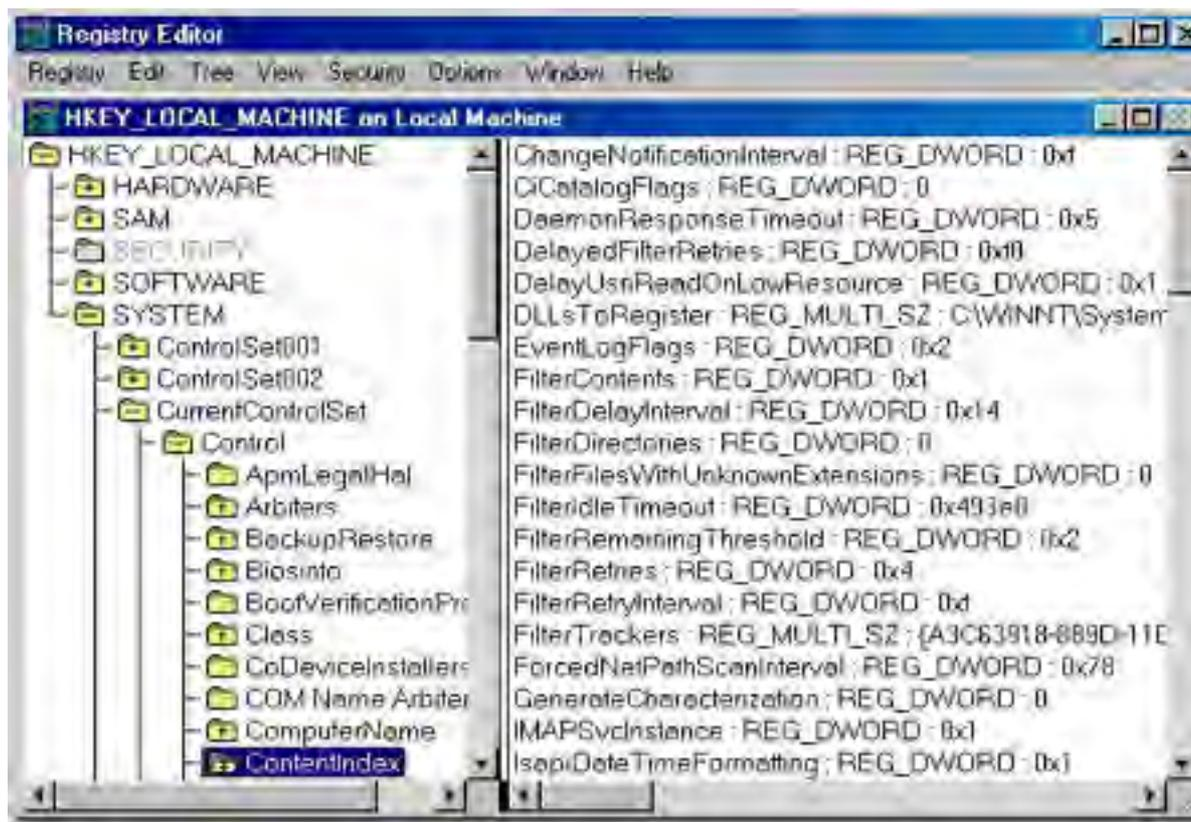 Registry Editor
Registry Edit Tree View Security Options Window Help
HKEY_LOCAL_MACHINE on Local Machine
HKEY_LOCAL_MACHINE
HARDWARE
SAM
SECURITY
SOFTWARE
SYSTEM
ControlSet001
ControlSet002
CurrentControlSet
Control
ApmLegalHal
Arbiters
BackupRestore
Biosinfo
BootVerificationPro
Class
CoDeviceInstallers
COM Name Arbiter
ComputerName
ContentIndex
ChangeNotificationInterval : REG_DWORD : 0xf
CiCatalogFlags : REG_DWORD : 0
DaemonResponseTimeout : REG_DWORD : 0x5
DelayedFilterRetries : REG_DWORD : 0xf0
DelayUsnReadOnLowResource : REG_DWORD : 0x1
DLLsToRegister : REG_MULTI_SZ : C:\WINNT\System
EventLogFlags : REG_DWORD : 0x2
FilterContents : REG_DWORD : 0x1
FilterDelayInterval : REG_DWORD : 0x14
FilterDirectories : REG_DWORD : 0
FilterFilesWithUnknownExtensions : REG_DWORD : 0
FilterIdleTimeout : REG_DWORD : 0x493e0
FilterRemainingThreshold : REG_DWORD : 0x2
FilterRetries : REG_DWORD : 0x4
FilterRetryInterval : REG_DWORD : 0xf
FilterTrackers : REG_MULTI_SZ : {A3C63918-889D-11D
ForcedNetPathScanInterval : REG_DWORD : 0x78
GenerateCharacterization : REG_DWORD : 0
IMAPSvcInstance : REG_DWORD : 0x1
IsapiDateTimeFormatting : REG_DWORD : 0x1